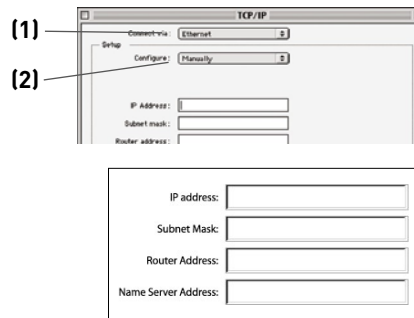 TCP/IP
(1)
Connect via: Ethernet
Setup
Configure: Manually
(2)
IP Address:
Subnet mask:
Router address:
IP address:
Subnet Mask:
Router Address:
Name Server Address: